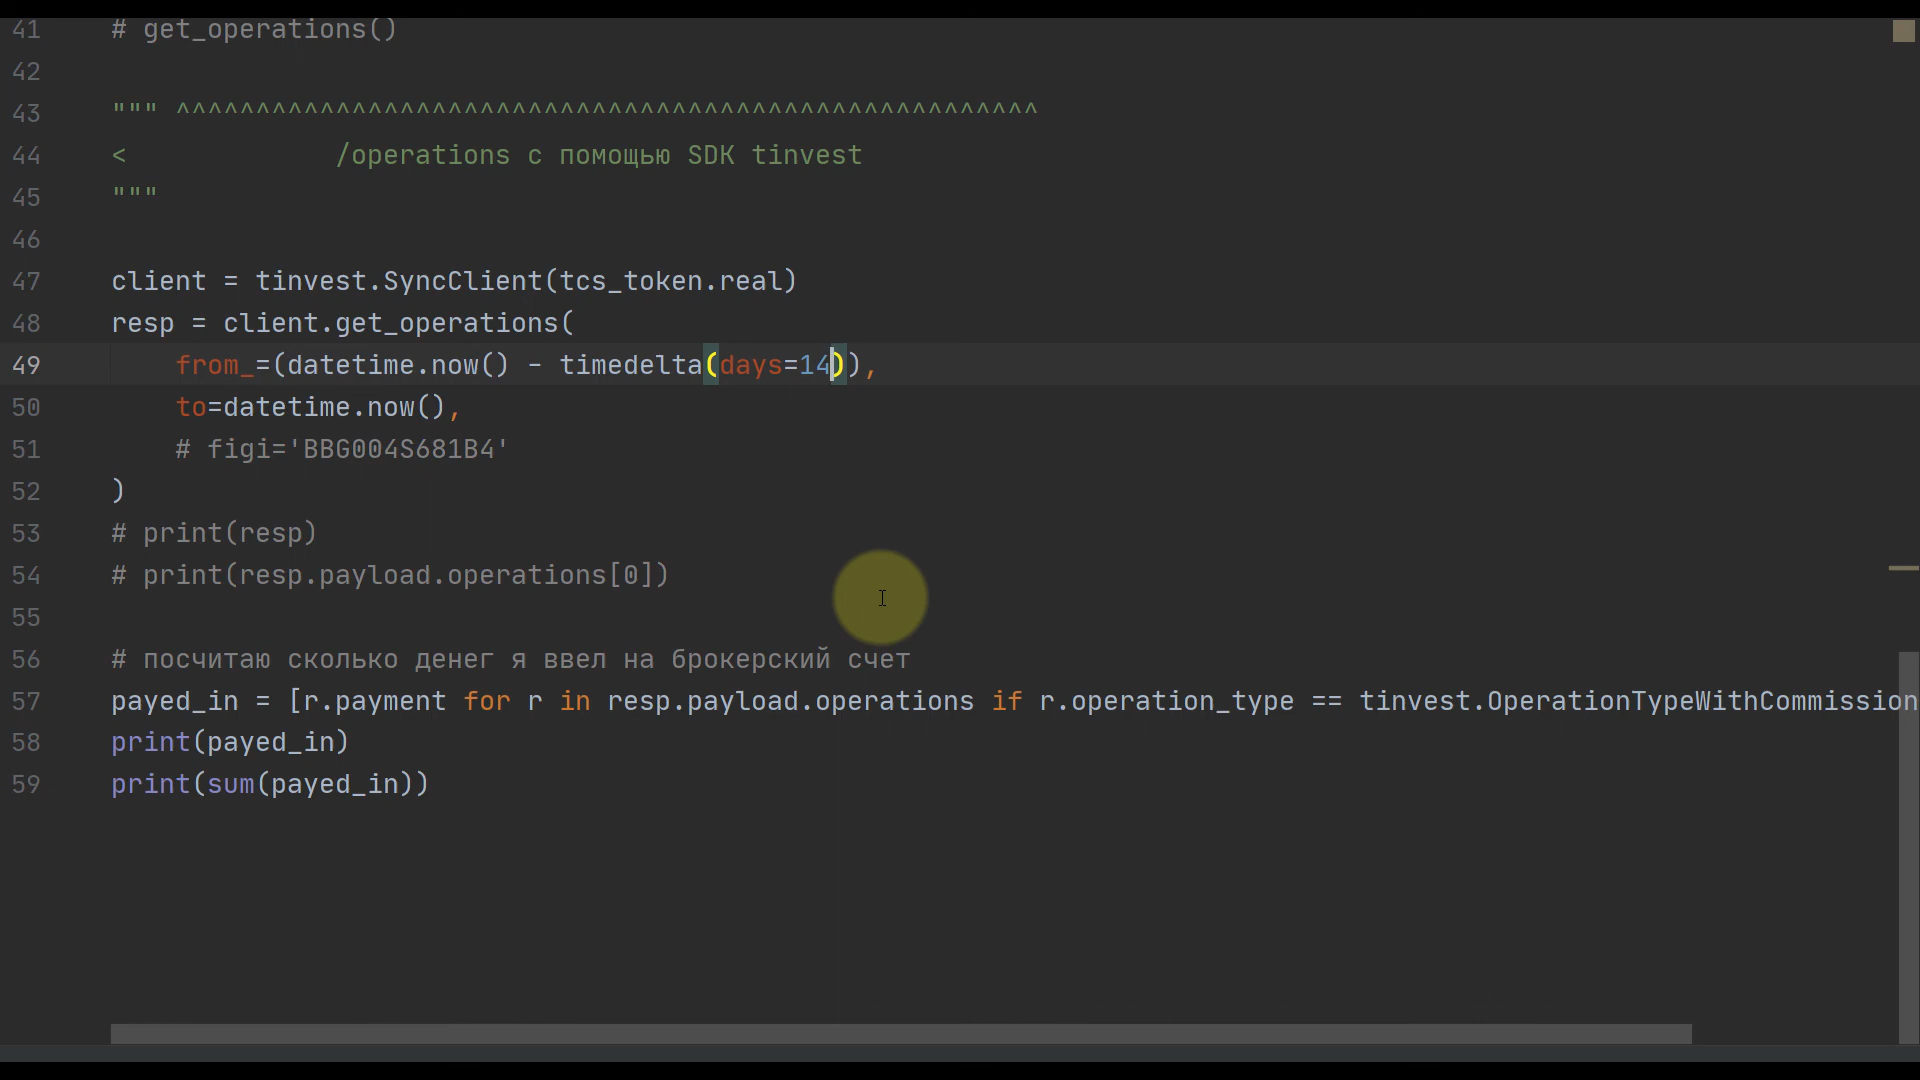 41 # get_operations()
42
43 """ ^^^^^^^^^^^^^^^^^^^^^^^^^^^^^^^^^^^^^^^^^^^^^^^^^^^^^^
44 < /operations с помощью SDK tinvest
45 """
46
47 client = tinvest.SyncClient(tcs_token.real)
48 resp = client.get_operations(
49 from_=(datetime.now() - timedelta(days=14)),
50 to=datetime.now(),
51 # figi='BBG004S681B4'
52 )
53 # print(resp)
54 # print(resp.payload.operations[0])
55
56 # посчитаю сколько денег я ввел на брокерский счет
57 payed_in = [r.payment for r in resp.payload.operations if r.operation_type == tinvest.OperationTypeWithCommission
58 print(payed_in)
59 print(sum(payed_in))